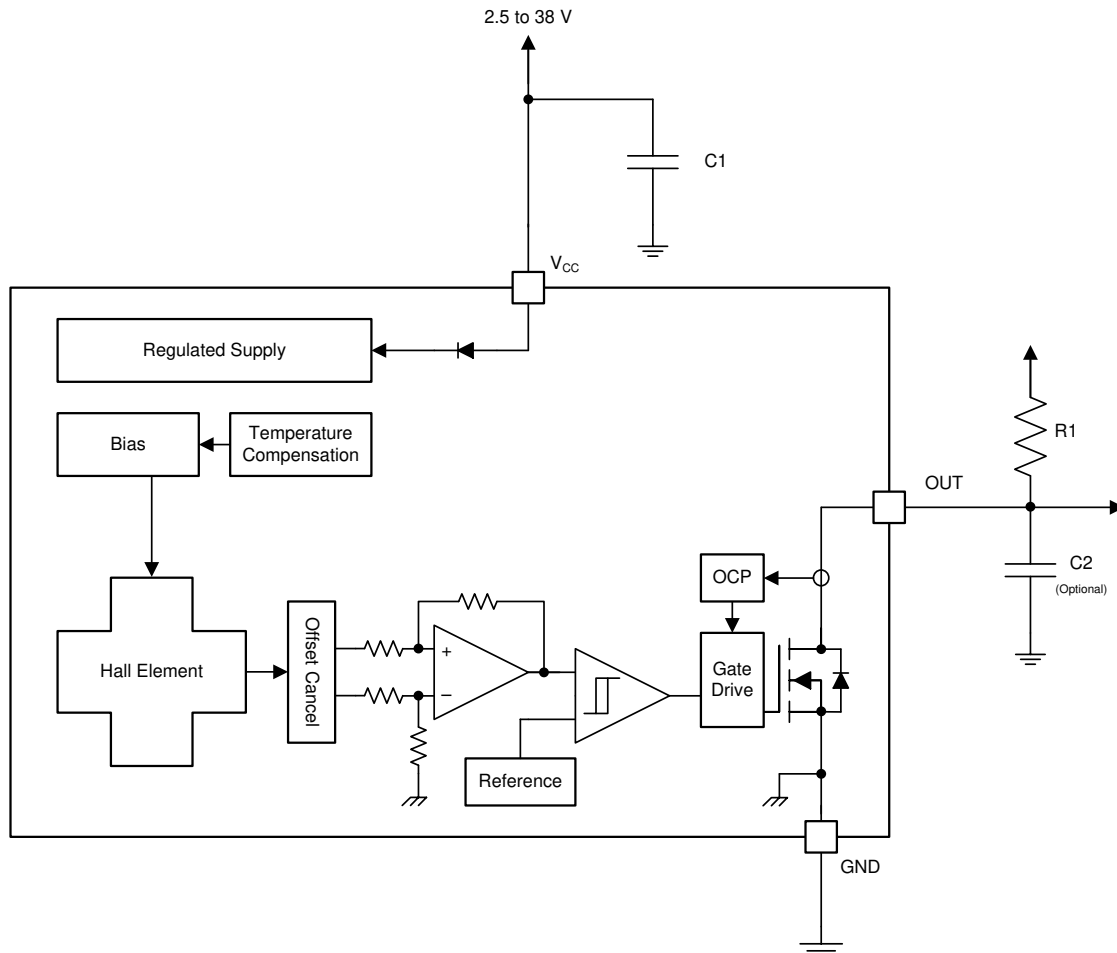 2.5 to 38 V
C1
VCC
Regulated Supply
Bias
Temperature
Compensation
R1
OUT
C2
(Optional)
OCP
Hall Element
Offset Cancel
+
–
Gate
Drive
Reference
GND